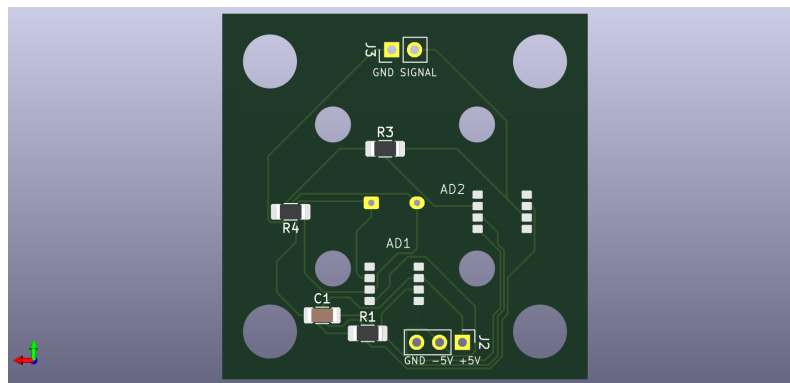 J3
GND SIGNAL
R3
AD2
R4
AD1
C1
R1
J2
GND -5V +5V